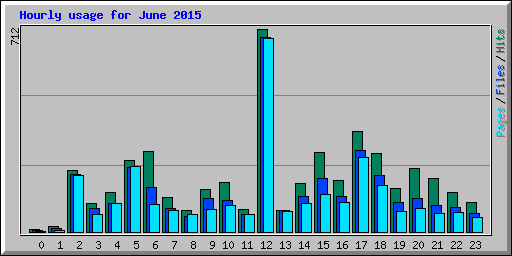 Hourly usage for June 2015
712
Pages / Files / Hits
0 1 2 3 4 5 6 7 8 9 10 11 12 13 14 15 16 17 18 19 20 21 22 23